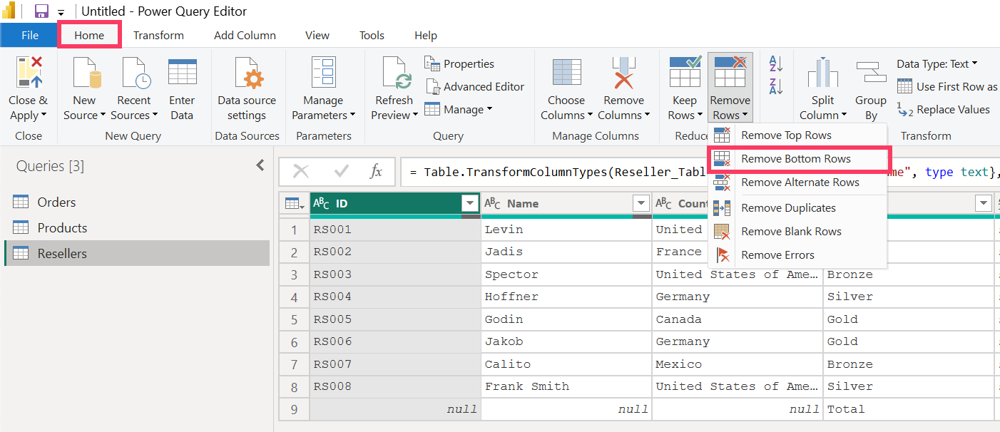 Untitled - Power Query Editor
File Home Transform Add Column View Tools Help
Close & Apply
New Source
Recent Sources
Enter Data
Data source settings
Manage Parameters
Refresh Preview
Properties
Advanced Editor
Manage
Choose Columns
Remove Columns
Keep Rows
Remove Rows
A Z
Z A
Split Column
Group By
Data Type: Text
Use First Row as
1 2 Replace Values
Close New Query Data Sources Parameters Query Manage Columns Reduce Transform
Remove Top Rows
Remove Bottom Rows
Remove Alternate Rows
Remove Duplicates
Remove Blank Rows
Remove Errors
Queries [3]
Orders
Products
Resellers
fx = Table.TransformColumnTypes(Reseller_Tabl me", type text},
ABC ID ABC Name ABC Count
1 RS001 Levin United
2 RS002 Jadis France
3 RS003 Spector United States of Ame… Bronze
4 RS004 Hoffner Germany Silver
5 RS005 Godin Canada Gold
6 RS006 Jakob Germany Gold
7 RS007 Calito Mexico Bronze
8 RS008 Frank Smith United States of Ame… Silver
9 null null null Total